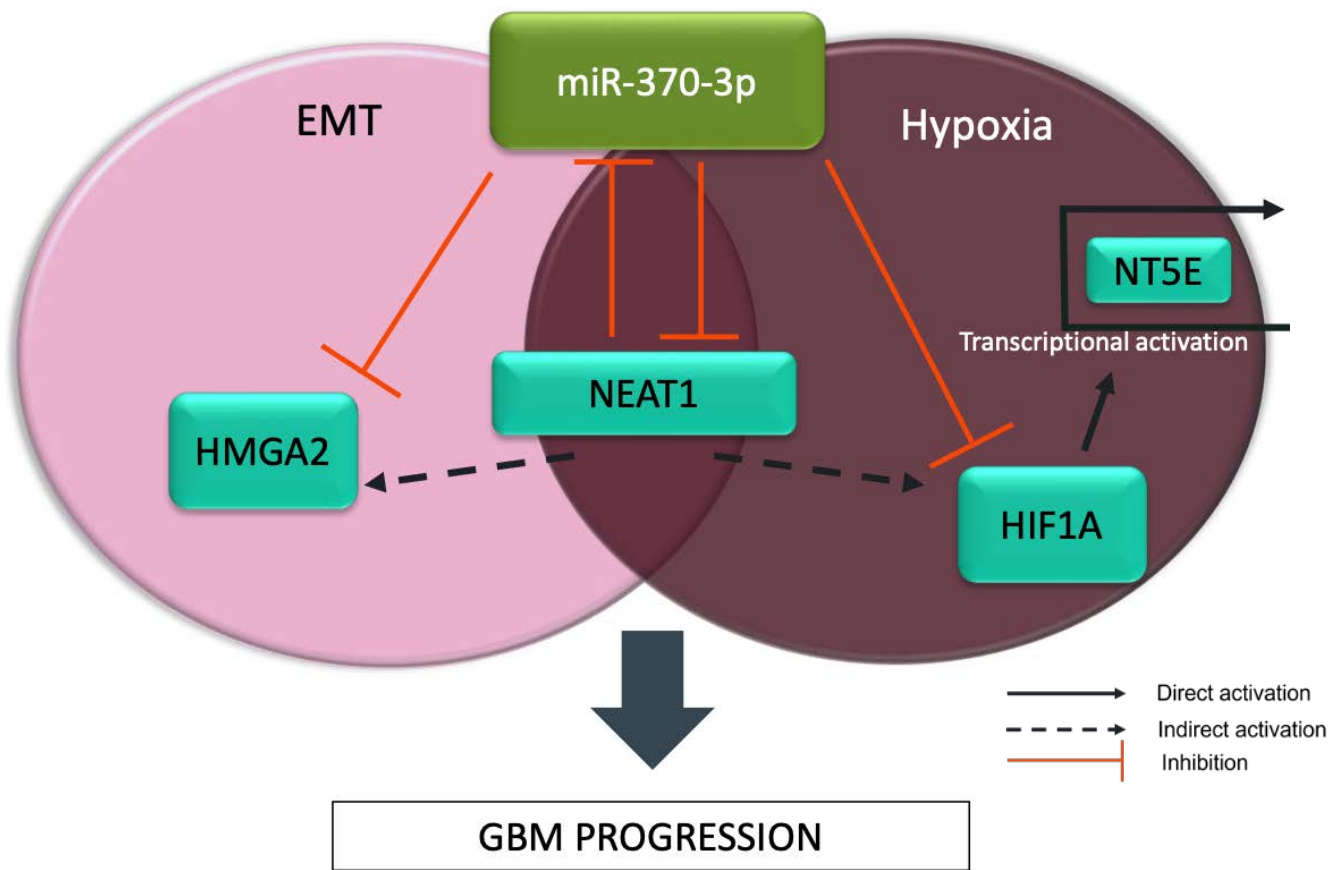 miR-370-3p
EMT
Hypoxia
NT5E
Transcriptional activation
NEAT1
HMGA2
HIF1A
Direct activation
Indirect activation
Inhibition
GBM PROGRESSION